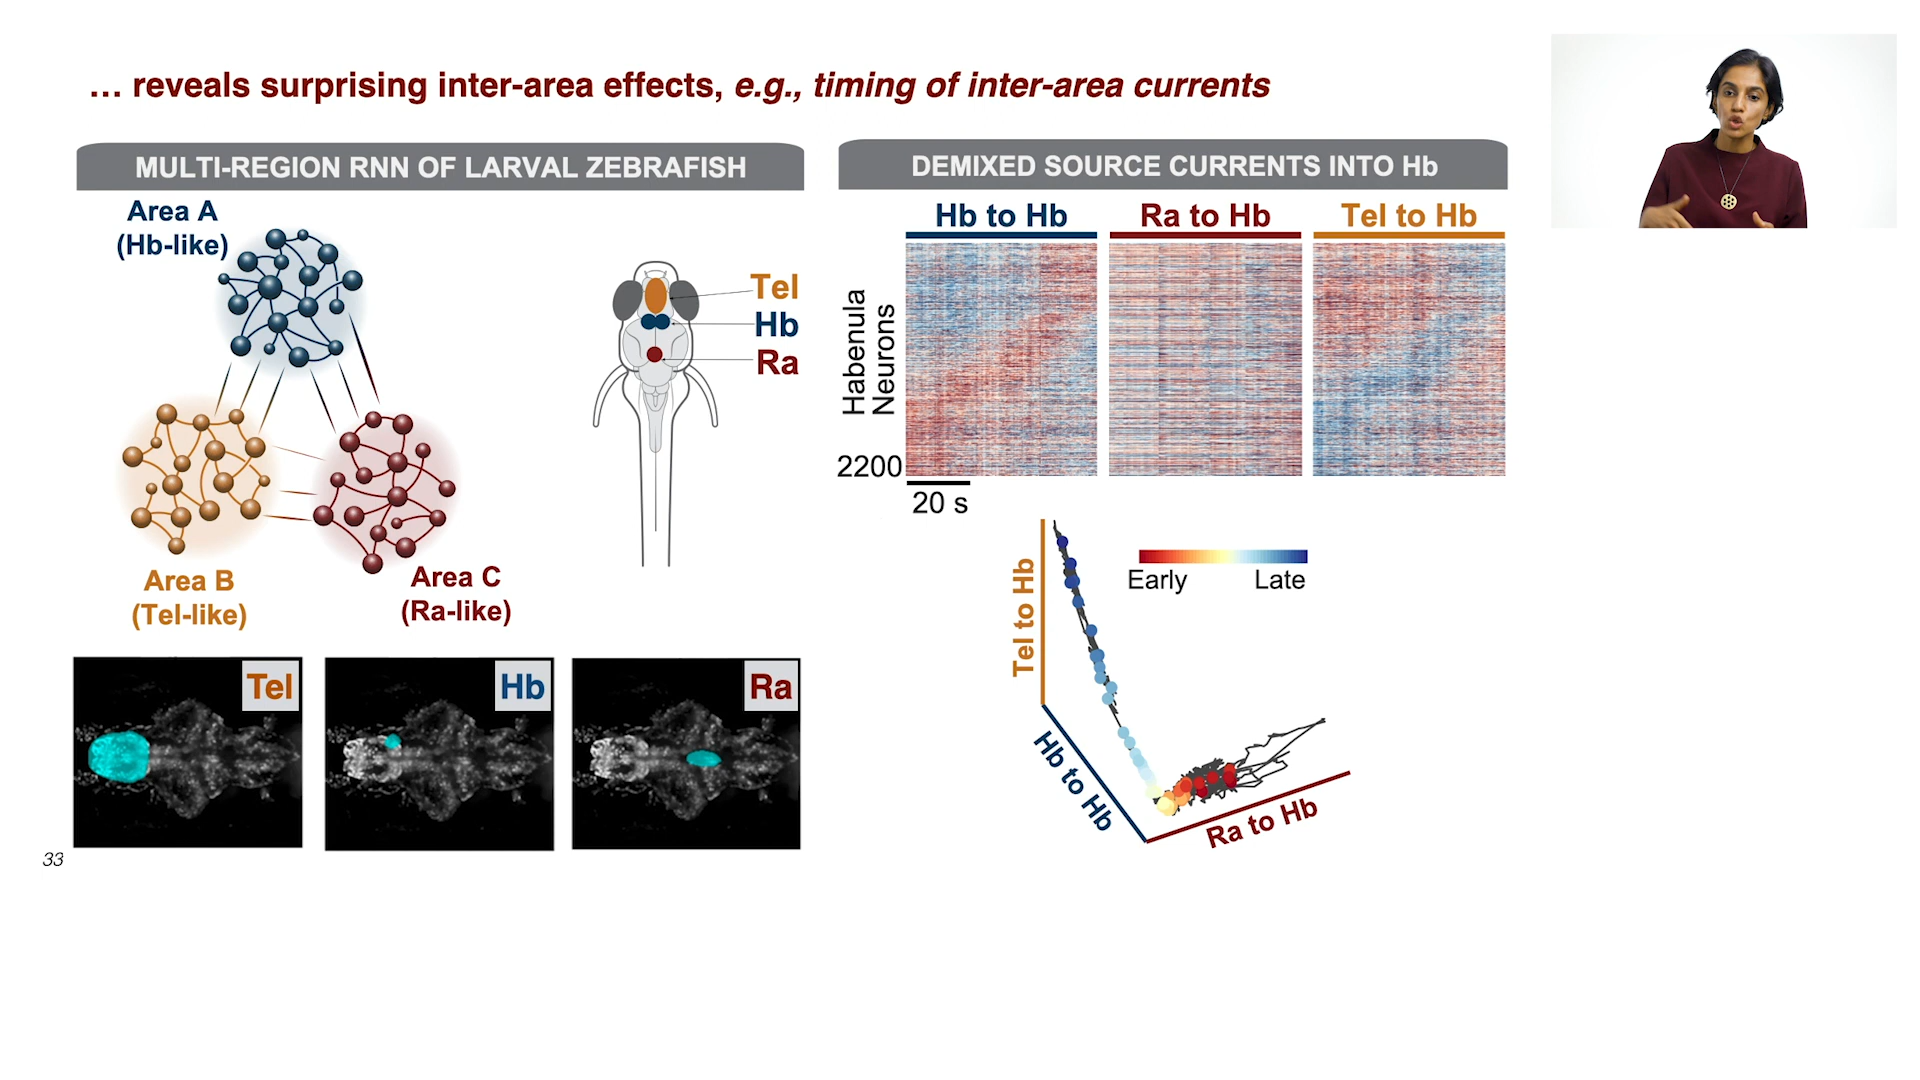 ... reveals surprising inter-area effects, e.g., timing of inter-area currents
MULTI-REGION RNN OF LARVAL ZEBRAFISH
Area A
(Hb-like)
Tel
Hb
Ra
Area B
(Tel-like)
Area C
(Ra-like)
Tel
Hb
Ra
33
DEMIXED SOURCE CURRENTS INTO Hb
Hb to Hb
Ra to Hb
Tel to Hb
Habenula
Neurons
2200
20 s
Early
Late
Tel to Hb
Hb to Hb
Ra to Hb